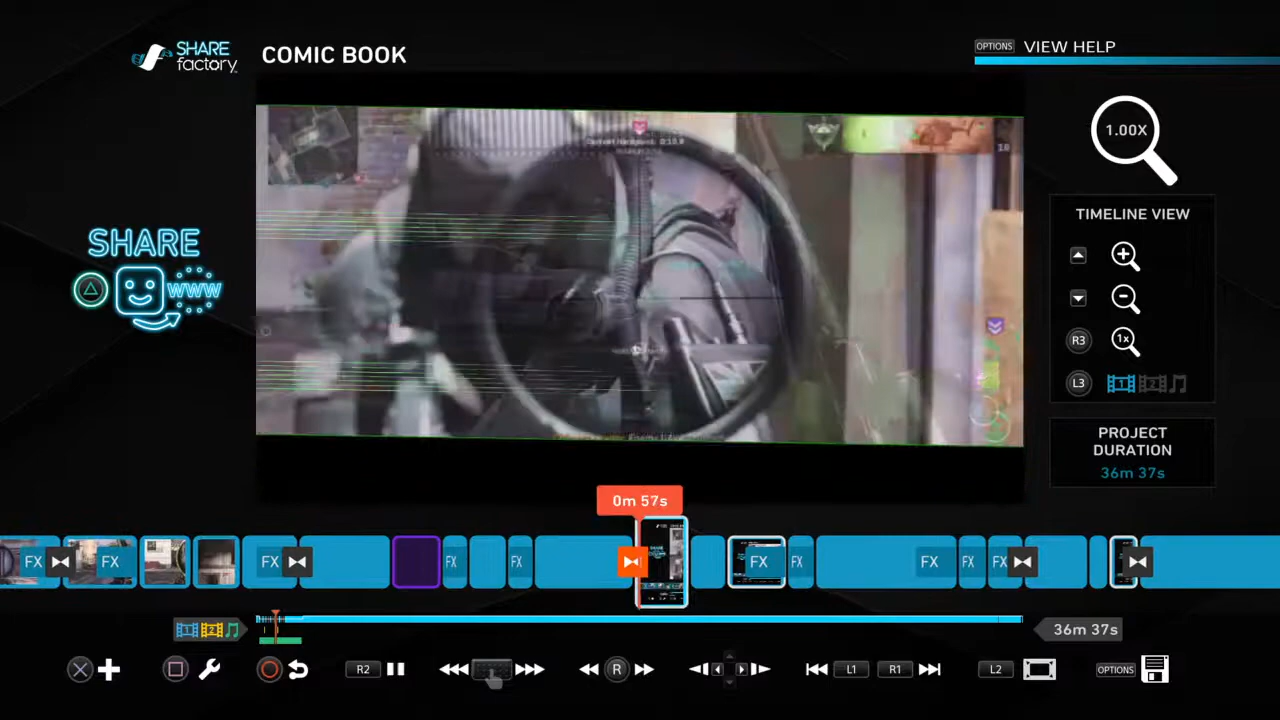 SHARE
factory
COMIC BOOK
OPTIONS VIEW HELP
1.00X
TIMELINE VIEW
R3 1x
L3
PROJECT
DURATION
36m 37s
SHARE
WWW
0m 57s
FX FX FX FX FX FX FX FX FX FX
36m 37s
R2 R L1 R1 L2 OPTIONS